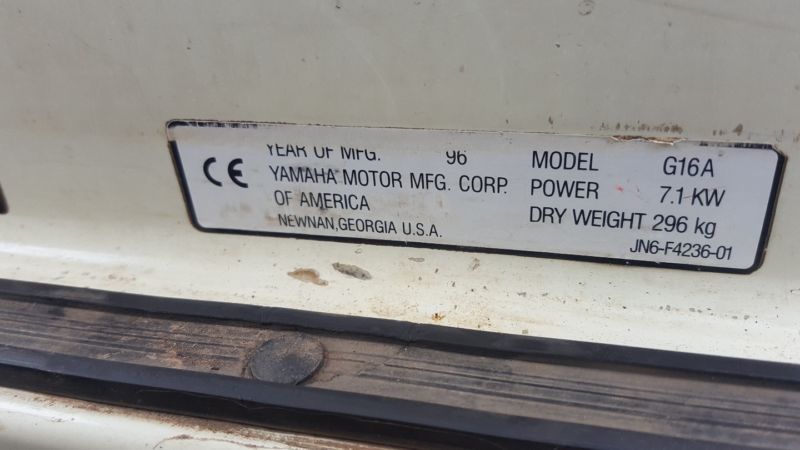 CE
YEAR OF MFG. 96
YAMAHA MOTOR MFG. CORP.
OF AMERICA
NEWNAN, GEORGIA U.S.A.
MODEL G16A
POWER 7.1 KW
DRY WEIGHT 296 kg
JN6-F4236-01